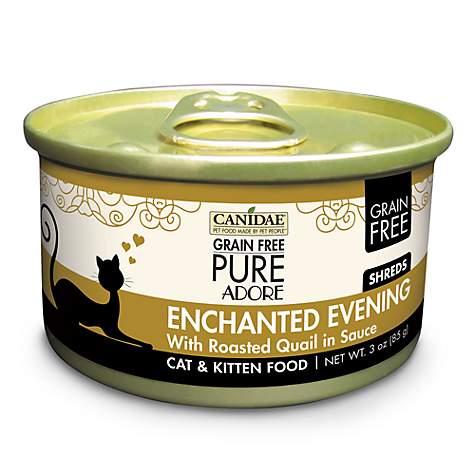 CANIDAE
PET FOOD MADE BY PET PEOPLE
GRAIN FREE
PURE
ADORE
GRAIN
FREE
SHREDS
ENCHANTED EVENING
With Roasted Quail in Sauce
CAT & KITTEN FOOD | NET WT. 3 oz (85 g)